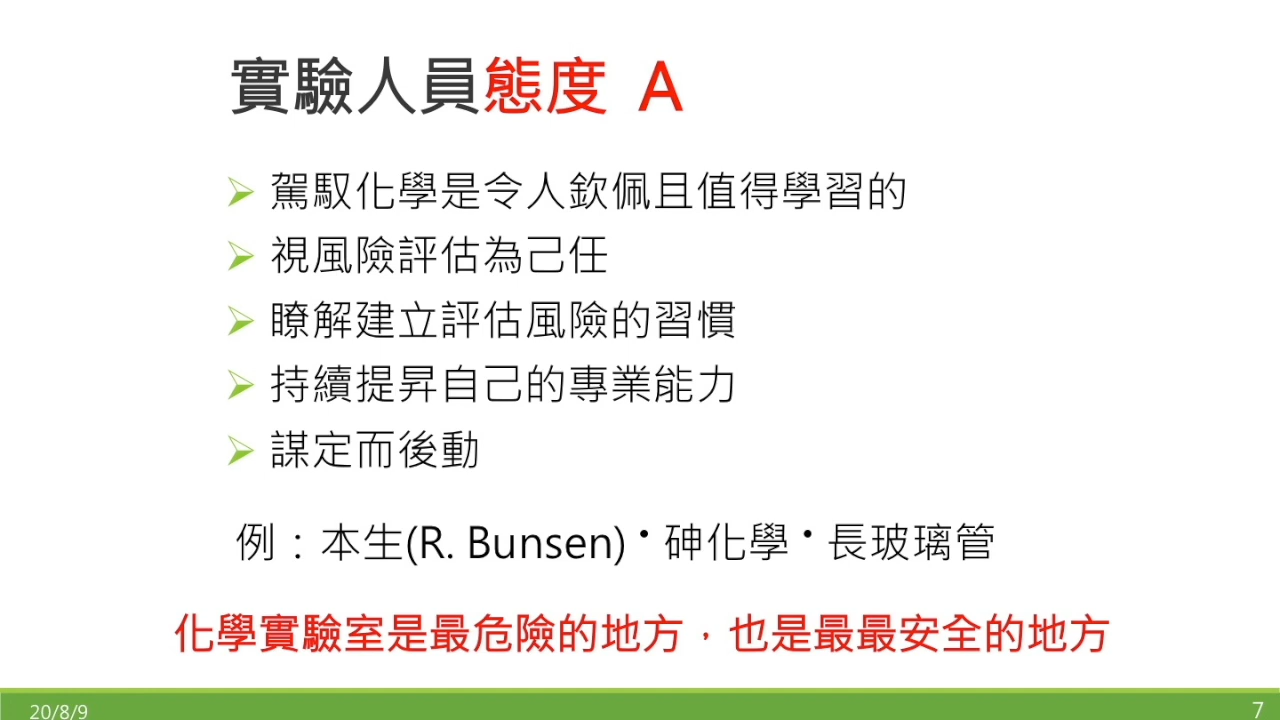 實驗人員態度 A
駕馭化學是令人欽佩且值得學習的
視風險評估為己任
瞭解建立評估風險的習慣
持續提昇自己的專業能力
謀定而後動
例：本生(R. Bunsen)·砷化學·長玻璃管
化學實驗室是最危險的地方，也是最最安全的地方
20/8/9
7